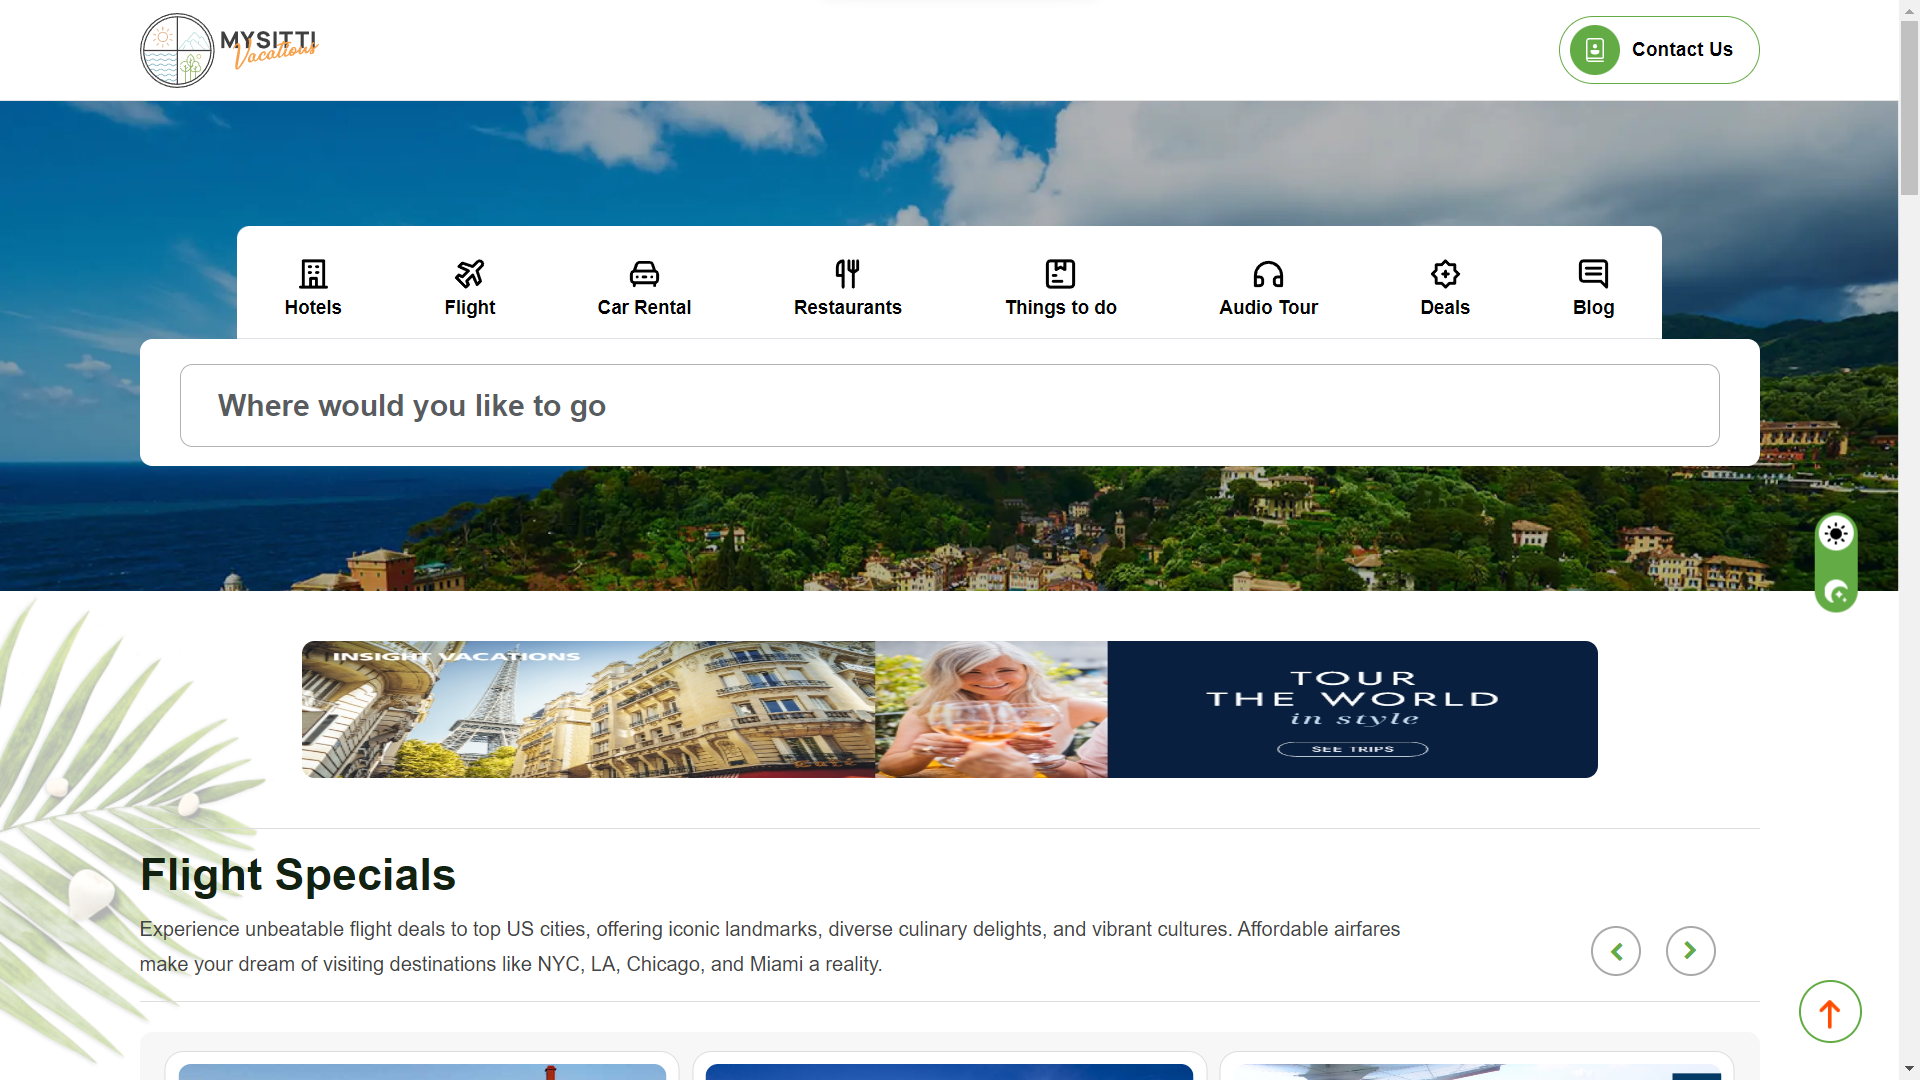 MYSITTI
Vacations
Contact Us
Hotels
Flight
Car Rental
Restaurants
Things to do
Audio Tour
Deals
Blog
Where would you like to go
INSIGHT VACATIONS
TOUR
THE WORLD
in style
SEE TRIPS
Flight Specials
Experience unbeatable flight deals to top US cities, offering iconic landmarks, diverse culinary delights, and vibrant cultures. Affordable airfares
make your dream of visiting destinations like NYC, LA, Chicago, and Miami a reality.